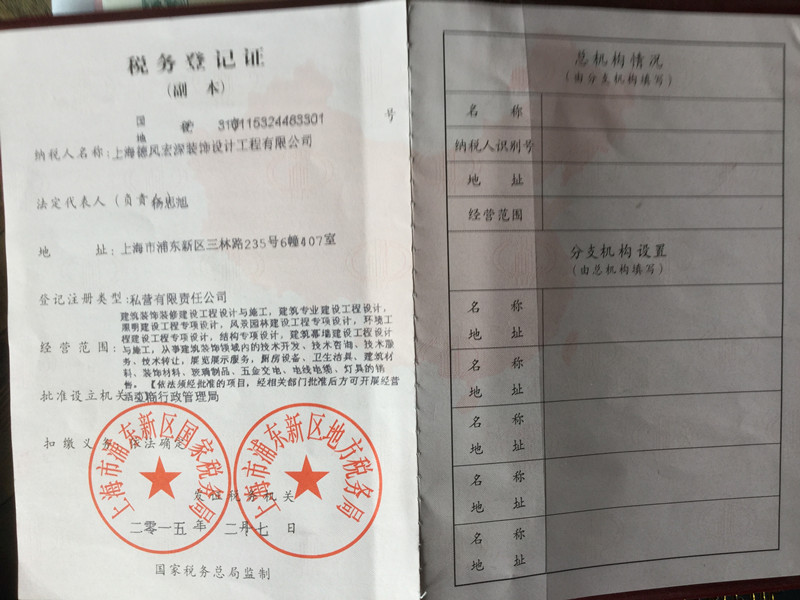 税务登记证
(副 本)
国
地
税 字 310115324483301 号
纳税人名称: 上海德风宏深装饰设计工程有限公司
法定代表人(负责人) 杨思旭
地 址: 上海市浦东新区三林路235号6幢407室
登记注册类型: 私营有限责任公司
经营范围:
建筑装饰装修建设工程设计与施工，建筑专业建设工程设计，
照明建设工程专项设计，风景园林建设工程专项设计，环境工
程建设工程专项设计，结构专项设计，建筑幕墙建设工程设计
与施工，从事建筑装饰领域内的技术开发、技术咨询、技术服
务、技术转让，展览展示服务，厨房设备、卫生洁具、建筑材
料、装饰材料、玻璃制品、五金交电、电线电缆、灯具的销
售。【依法须经批准的项目，经相关部门批准后方可开展经营
活动】
批准设立机关 工商行政管理局
扣缴义务 依法确定
上海市浦东新区国家税务局
上海市浦东新区地方税务局
发证税务机关
二零一五 年 二月七 日
国家税务总局监制
总机构情况
(由分支机构填写)
名 称
纳税人识别号
地 址
经营范围
分支机构设置
(由总机构填写)
名 称
地 址
名 称
地 址
名 称
地 址
名 称
地 址
名 称
地 址